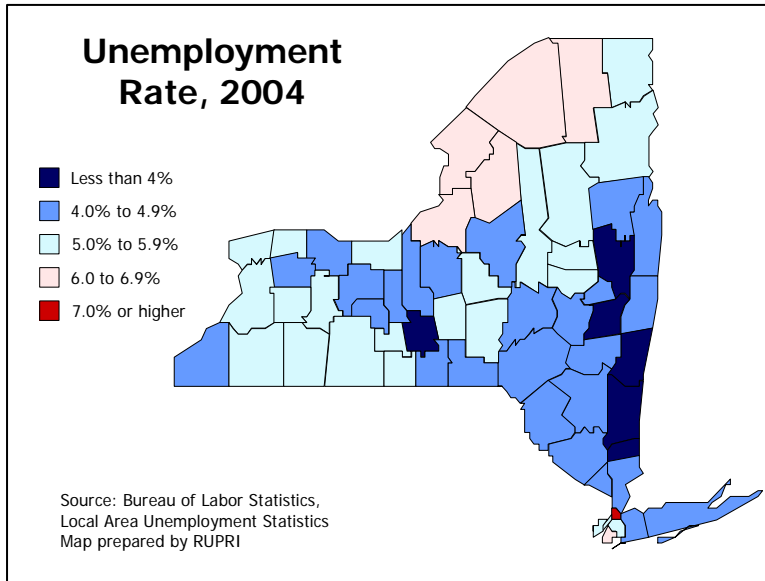 Unemployment
Rate, 2004
Less than 4%
4.0% to 4.9%
5.0% to 5.9%
6.0 to 6.9%
7.0% or higher
Source: Bureau of Labor Statistics,
Local Area Unemployment Statistics
Map prepared by RUPRI